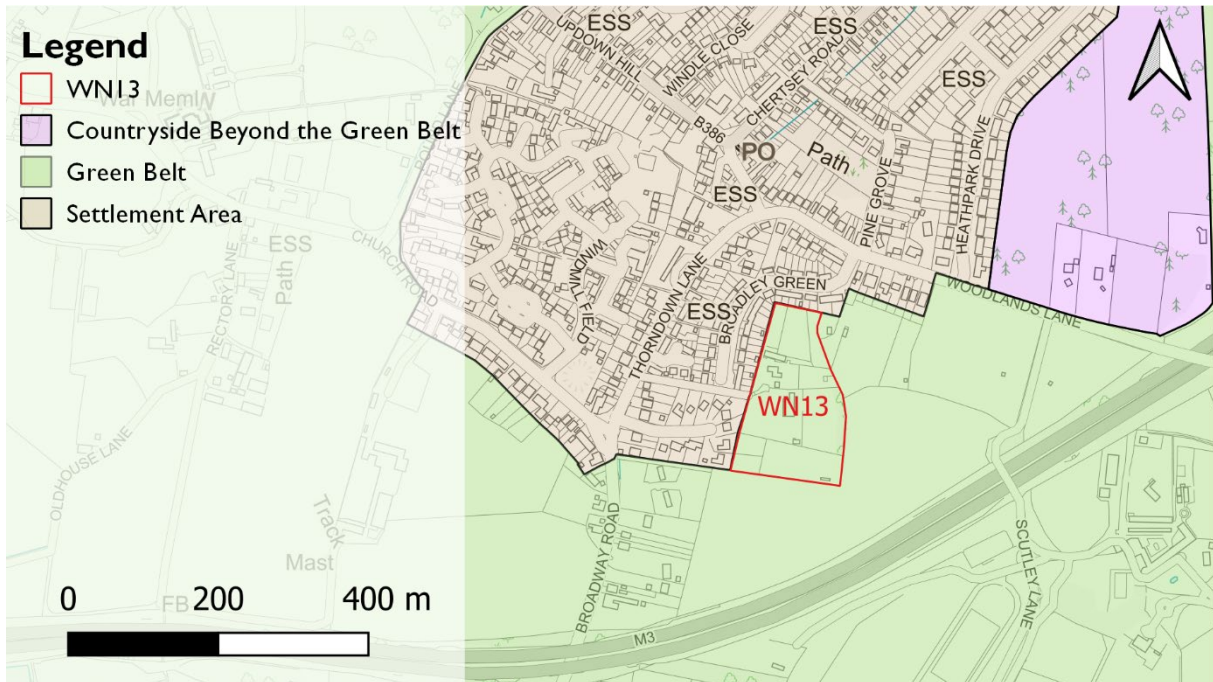 Legend
WN13
Countryside Beyond the Green Belt
Green Belt
Settlement Area
War Meml
ESS
UPDOWN HILL
WINDLE CLOSE
CHERTSEY ROAD
ESS
ESS
B386
PO
Path
ESS
PINE GROVE
HEATHPARK DRIVE
ESS
Path
RECTORY LANE
CHURCH ROAD
WINDMILL FIELD
THORNDOWN LANE
ESS
BROADLEY GREEN
WOODLANDS LANE
WN13
OLDHOUSE LANE
Track
Mast
BROADWAY ROAD
SCUTLEY LANE
M3
FB
0 200 400 m